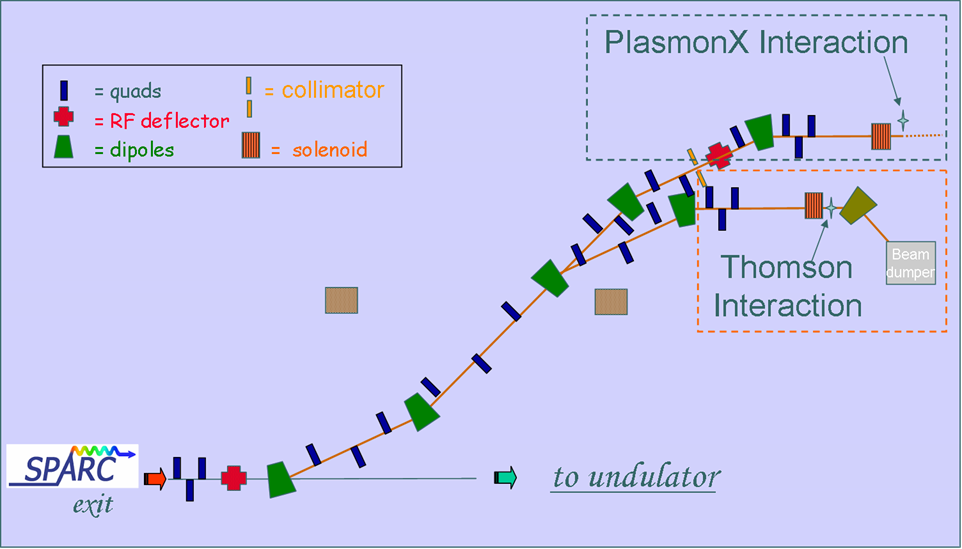 PlasmonX Interaction
= quads
= collimator
= RF deflector
= dipoles
= solenoid
Thomson
Interaction
Beam
dumper
SPARC
exit
to undulator